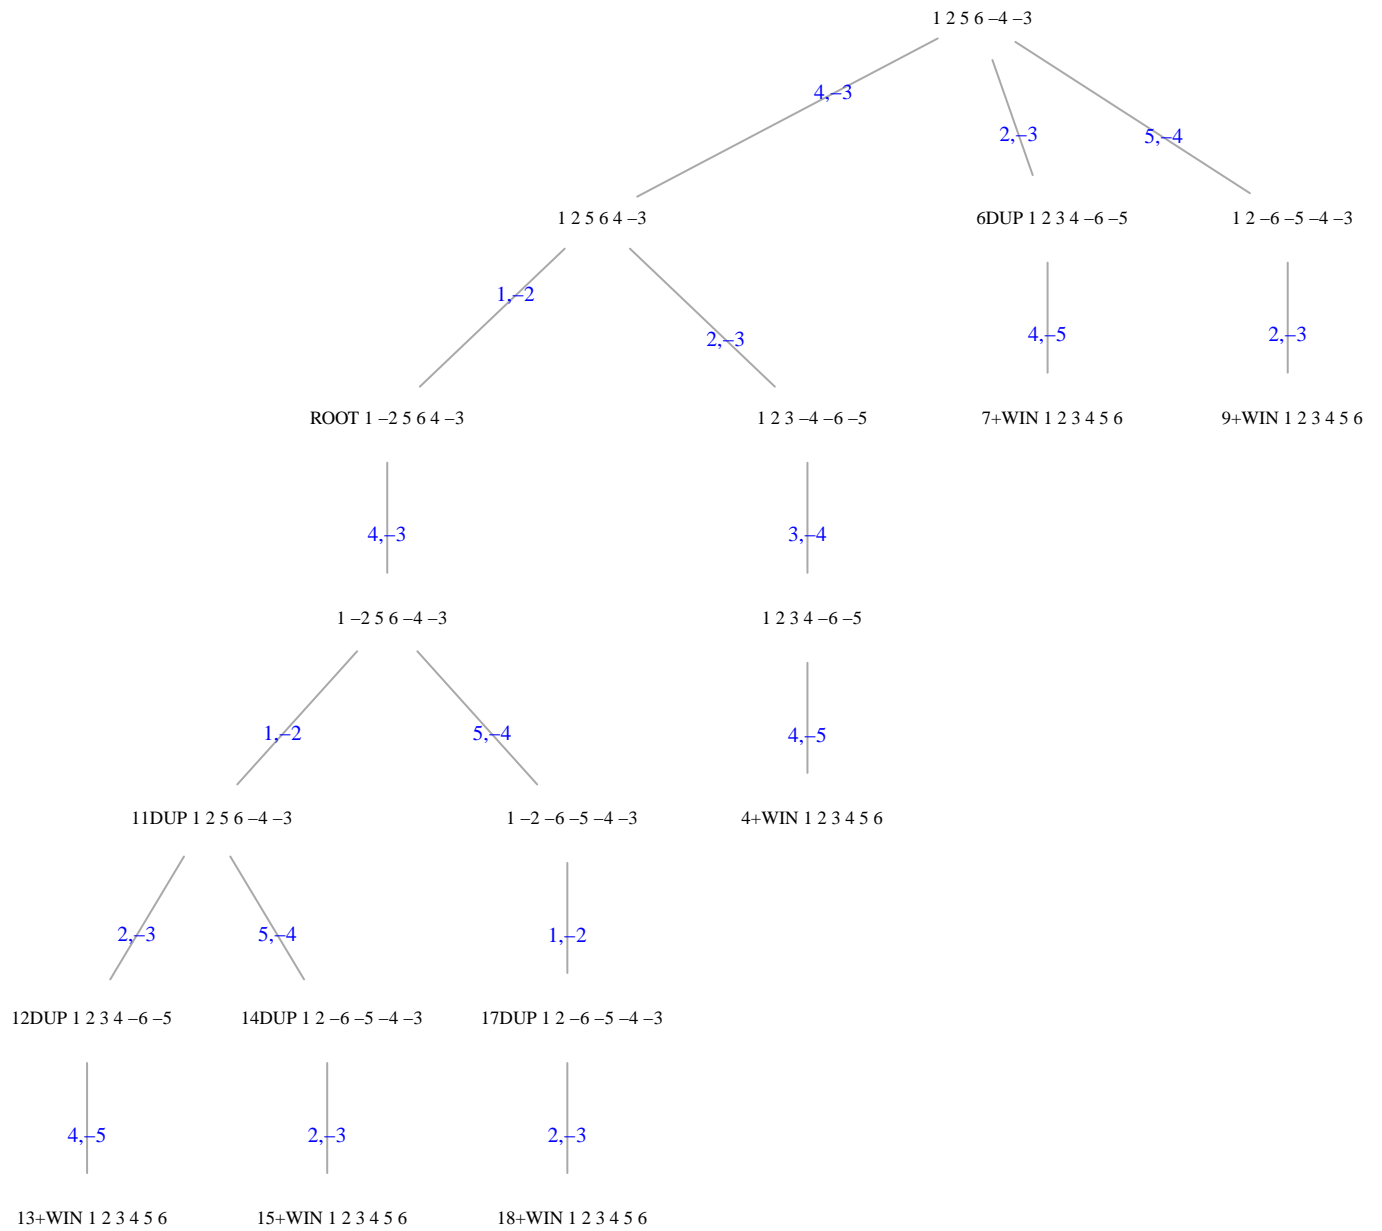 1 2 5 6 –4 –3
4,–3
2,–3
5,–4
1 2 5 6 4 –3
6DUP 1 2 3 4 –6 –5
1 2 –6 –5 –4 –3
1,–2
2,–3
4,–5
2,–3
ROOT 1 –2 5 6 4 –3
1 2 3 –4 –6 –5
7+WIN 1 2 3 4 5 6
9+WIN 1 2 3 4 5 6
4,–3
3,–4
1 –2 5 6 –4 –3
1 2 3 4 –6 –5
1,–2
5,–4
4,–5
11DUP 1 2 5 6 –4 –3
1 –2 –6 –5 –4 –3
4+WIN 1 2 3 4 5 6
2,–3
5,–4
1,–2
12DUP 1 2 3 4 –6 –5
14DUP 1 2 –6 –5 –4 –3
17DUP 1 2 –6 –5 –4 –3
4,–5
2,–3
2,–3
13+WIN 1 2 3 4 5 6
15+WIN 1 2 3 4 5 6
18+WIN 1 2 3 4 5 6